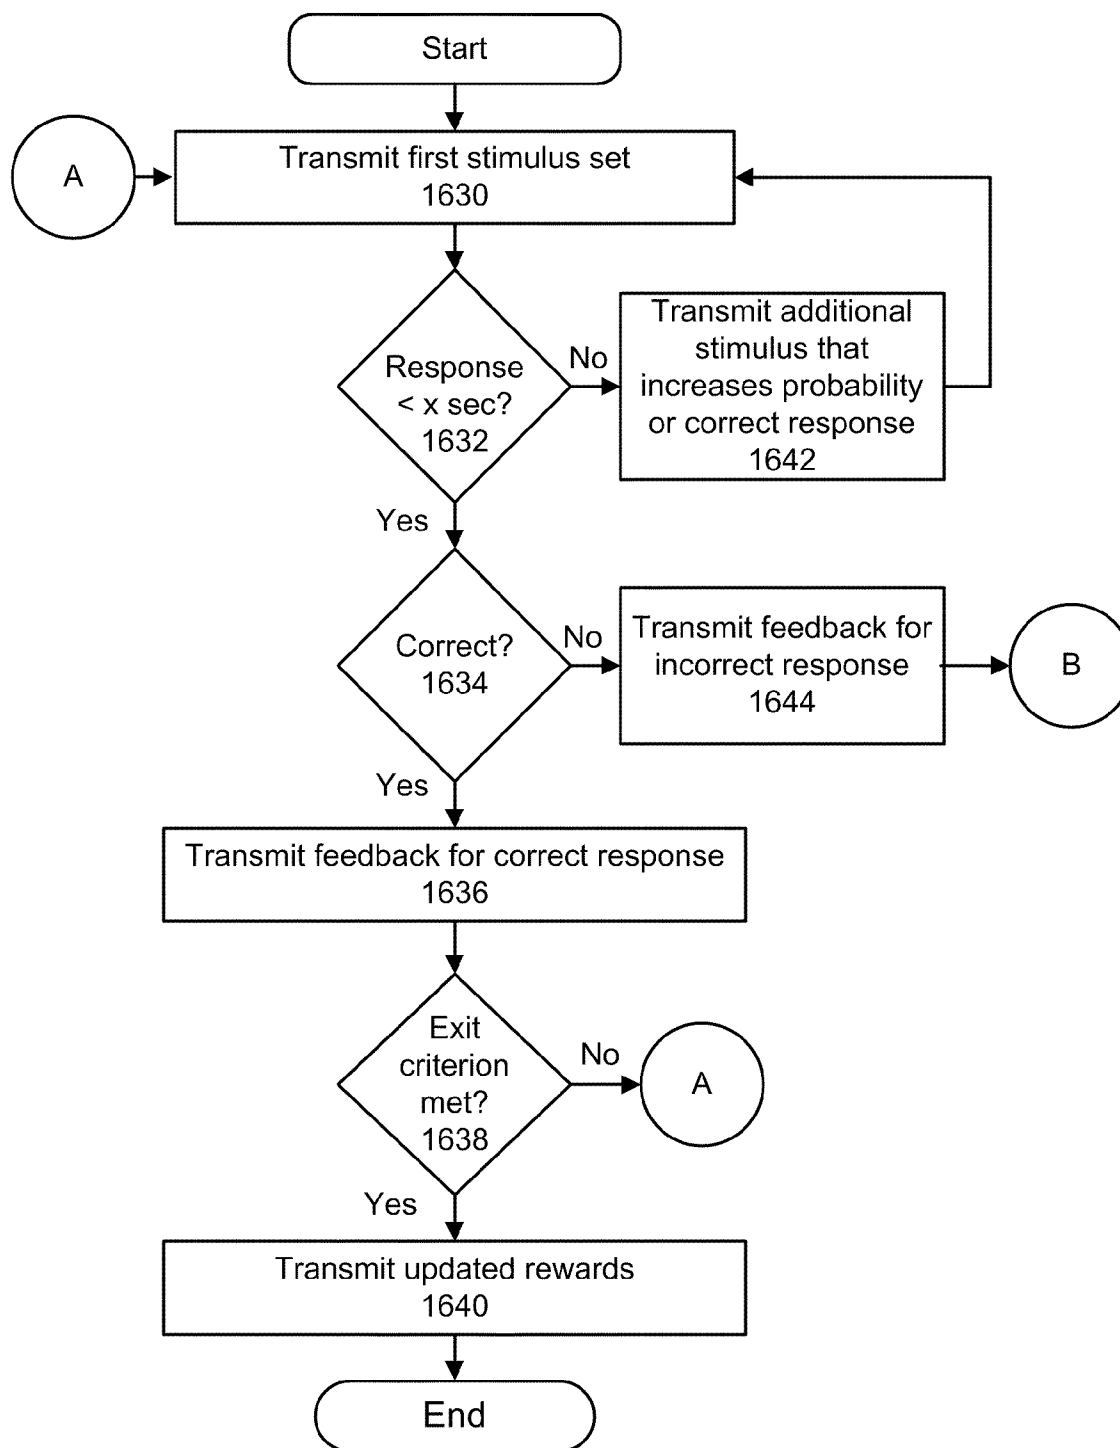 Start
A
Transmit first stimulus set
1630
Response
< x sec?
1632
No
Transmit additional
stimulus that
increases probability
or correct response
1642
Yes
Correct?
1634
No
Transmit feedback for
incorrect response
1644
B
Yes
Transmit feedback for correct response
1636
Exit
criterion
met?
1638
No
A
Yes
Transmit updated rewards
1640
End